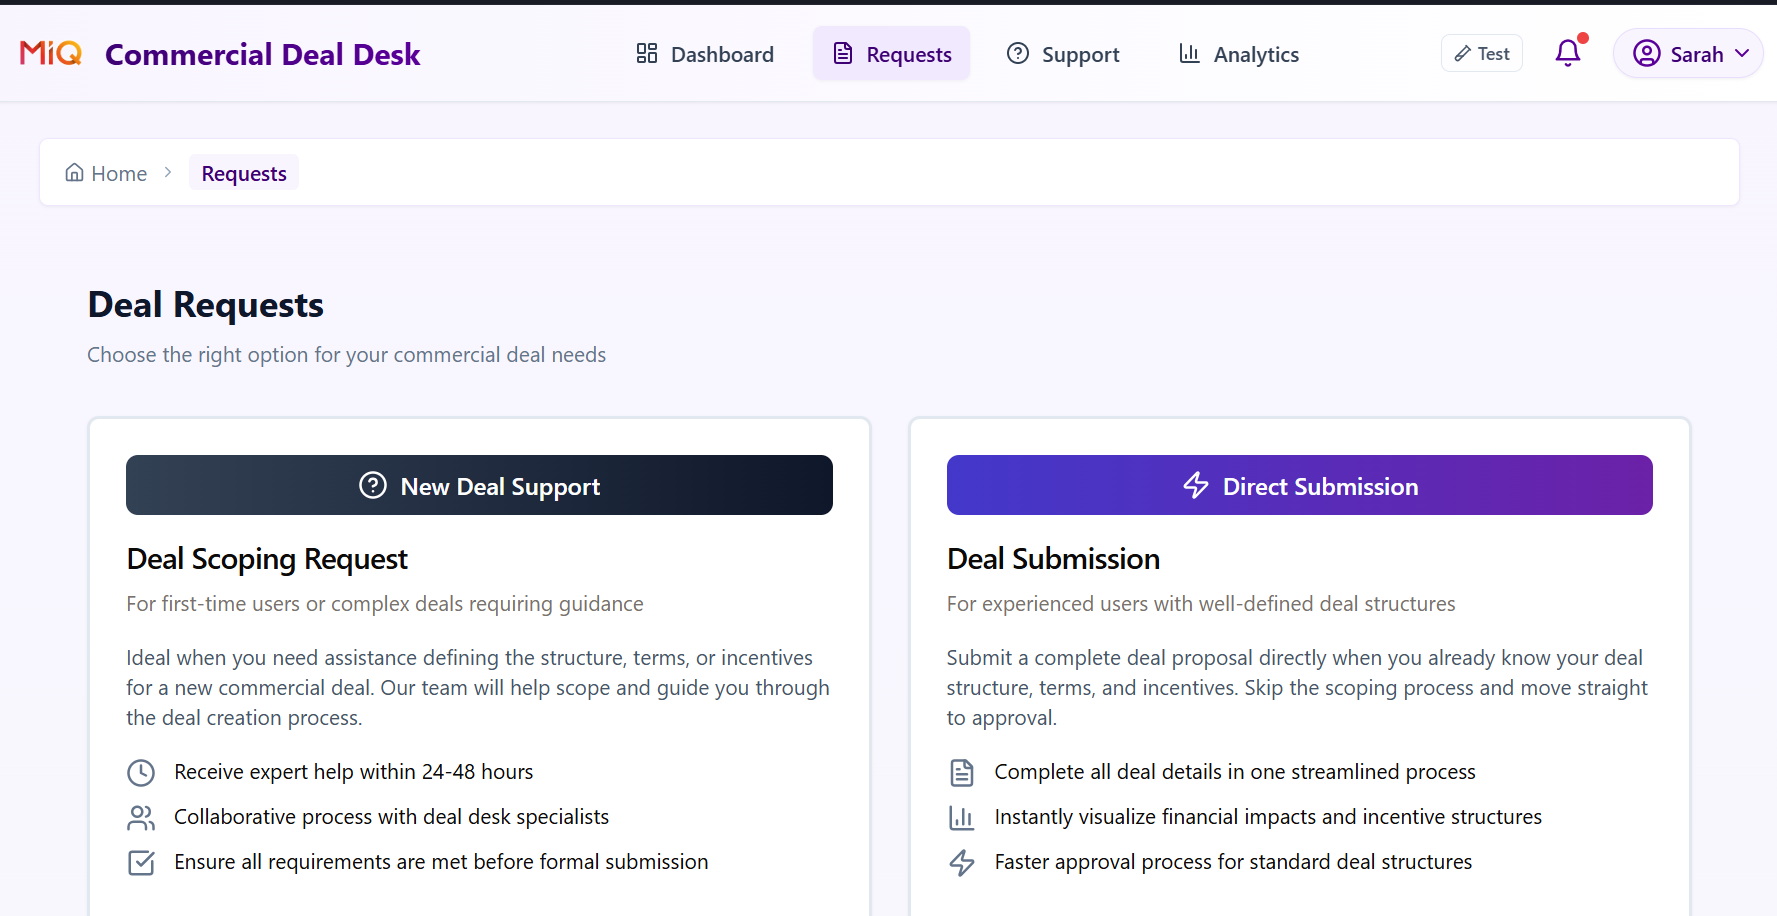 MiQ Commercial Deal Desk
Dashboard
Requests
Support
Analytics
Test
Sarah
Home
Requests
Deal Requests
Choose the right option for your commercial deal needs
New Deal Support
Deal Scoping Request
For first-time users or complex deals requiring guidance
Ideal when you need assistance defining the structure, terms, or incentives
for a new commercial deal. Our team will help scope and guide you through
the deal creation process.
Receive expert help within 24-48 hours
Collaborative process with deal desk specialists
Ensure all requirements are met before formal submission
Direct Submission
Deal Submission
For experienced users with well-defined deal structures
Submit a complete deal proposal directly when you already know your deal
structure, terms, and incentives. Skip the scoping process and move straight
to approval.
Complete all deal details in one streamlined process
Instantly visualize financial impacts and incentive structures
Faster approval process for standard deal structures